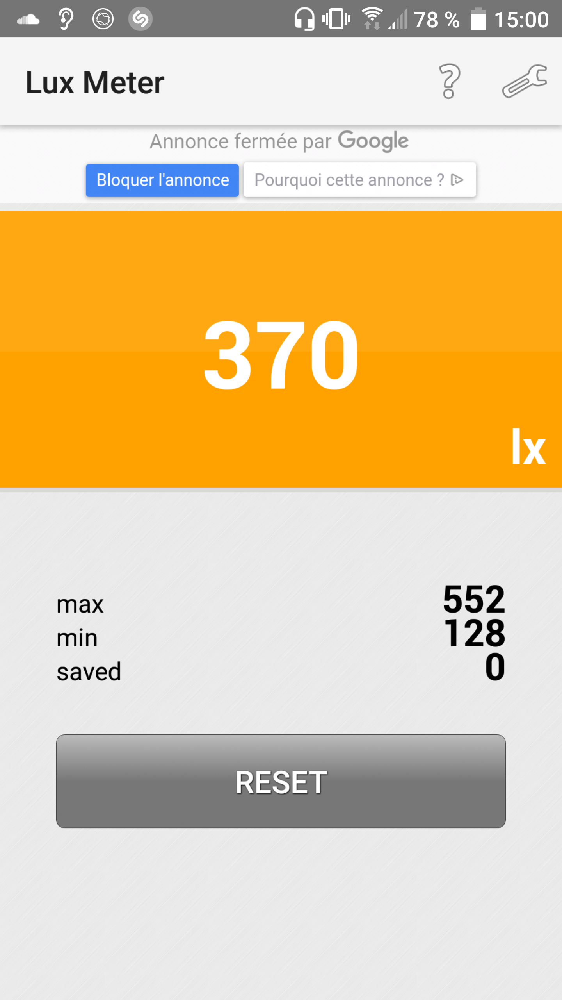 78 % 15:00
Lux Meter
Annonce fermée par Google
Bloquer l'annonce Pourquoi cette annonce ?
370
lx
max 552
min 128
saved 0
RESET